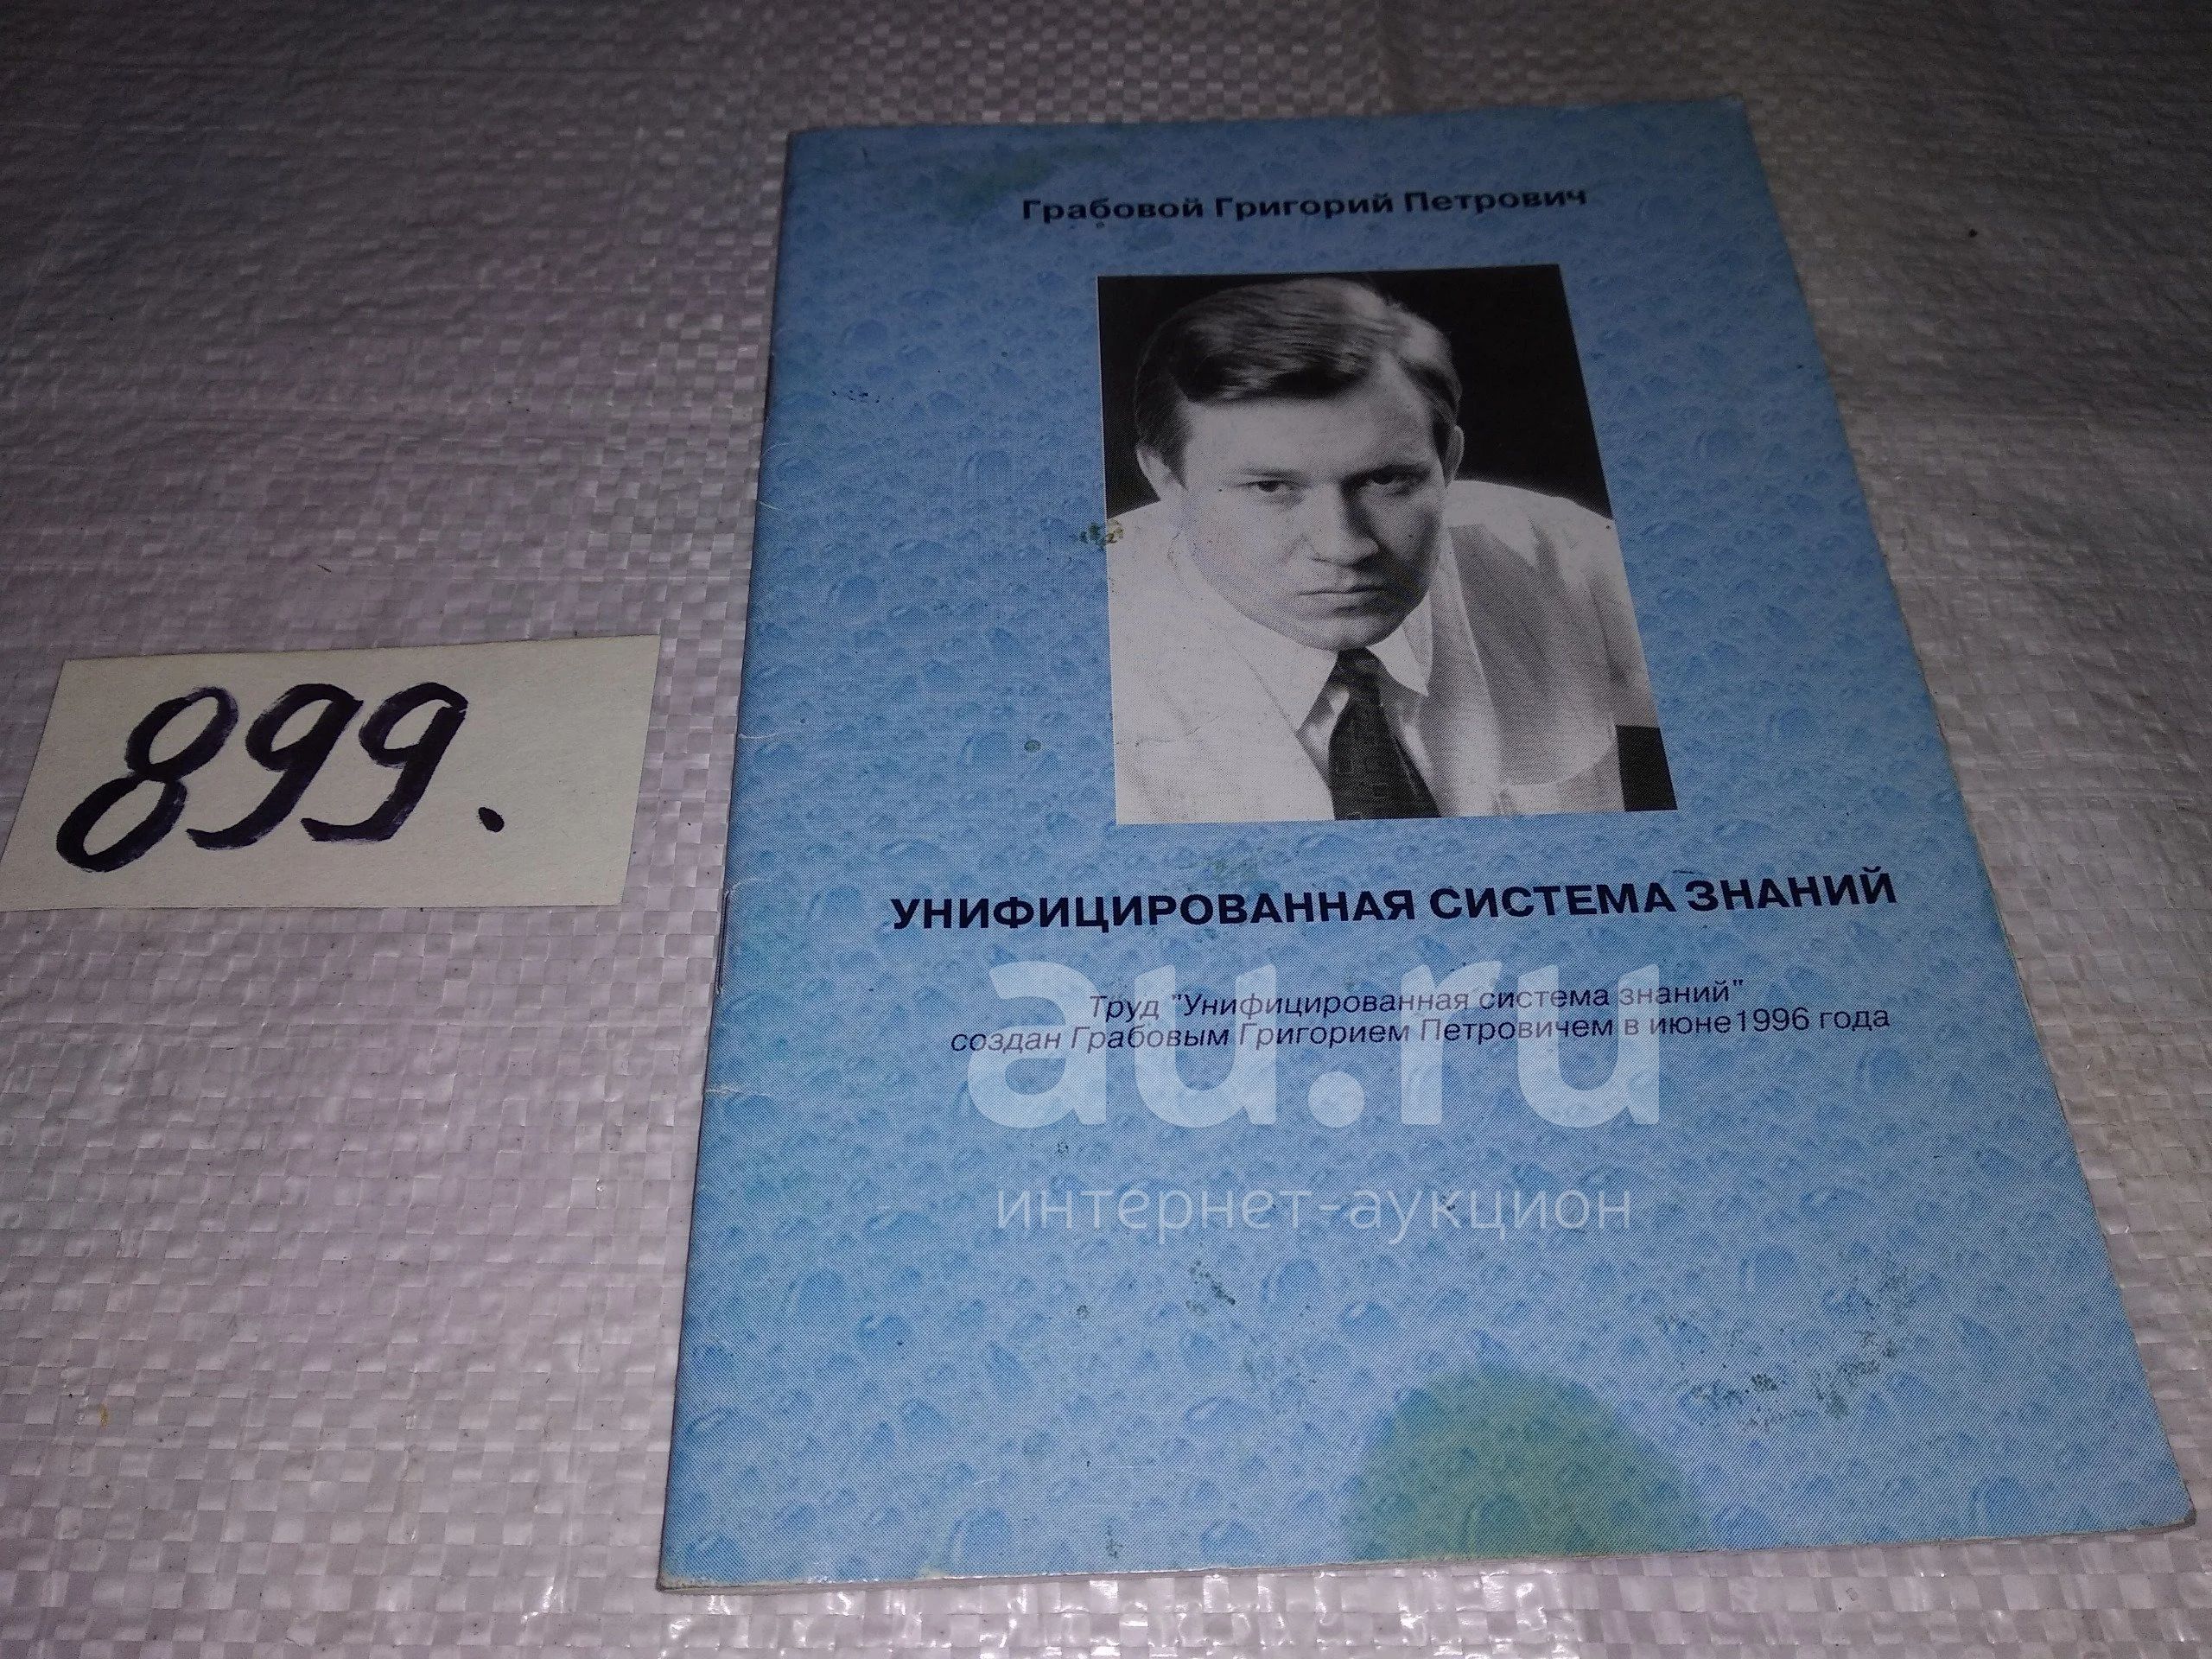 Грабовой Григорий Петрович
899.
УНИФИЦИРОВАННАЯ СИСТЕМА ЗНАНИЙ
Труд "Унифицированная система знаний"
создан Грабовым Григорием Петровичем в июне1996 года
au.ru
интернет-аукцион